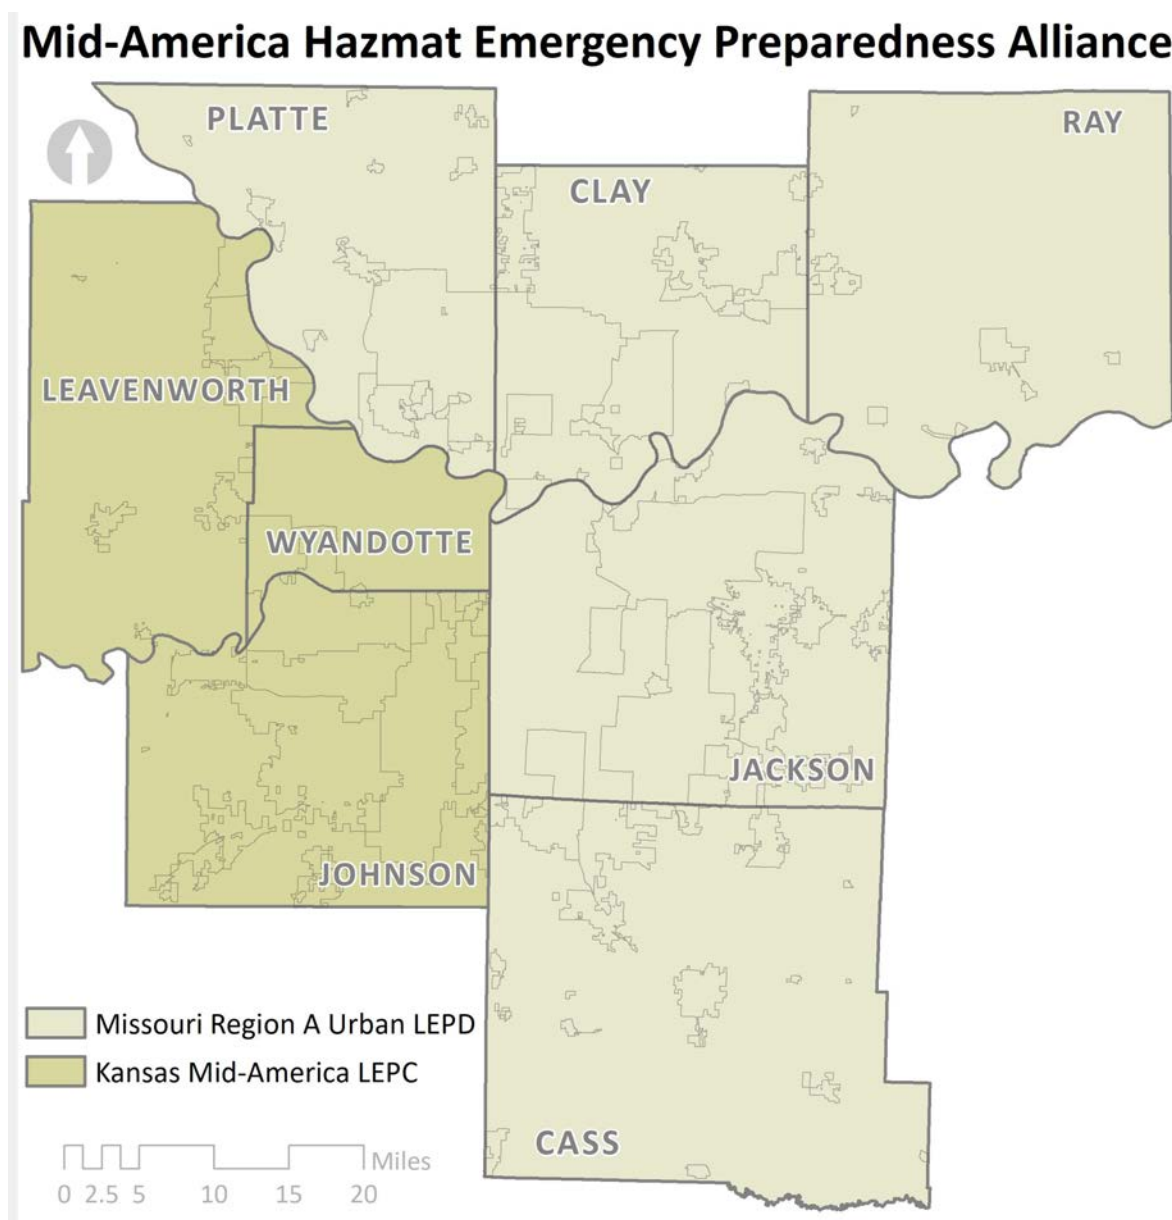 Mid-America Hazmat Emergency Preparedness Alliance
PLATTE
RAY
CLAY
LEAVENWORTH
WYANDOTTE
JACKSON
JOHNSON
Missouri Region A Urban LEPD
Kansas Mid-America LEPC
CASS
Miles
0 2.5 5 10 15 20